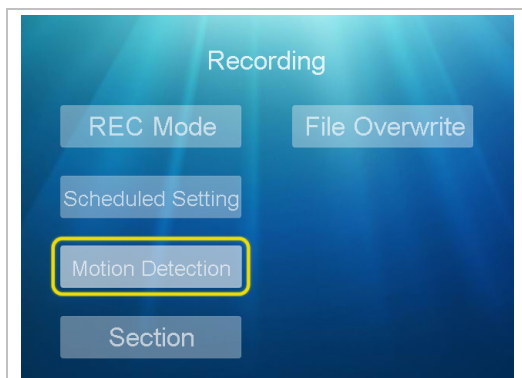 Recording
REC Mode
File Overwrite
Scheduled Setting
Motion Detection
Section